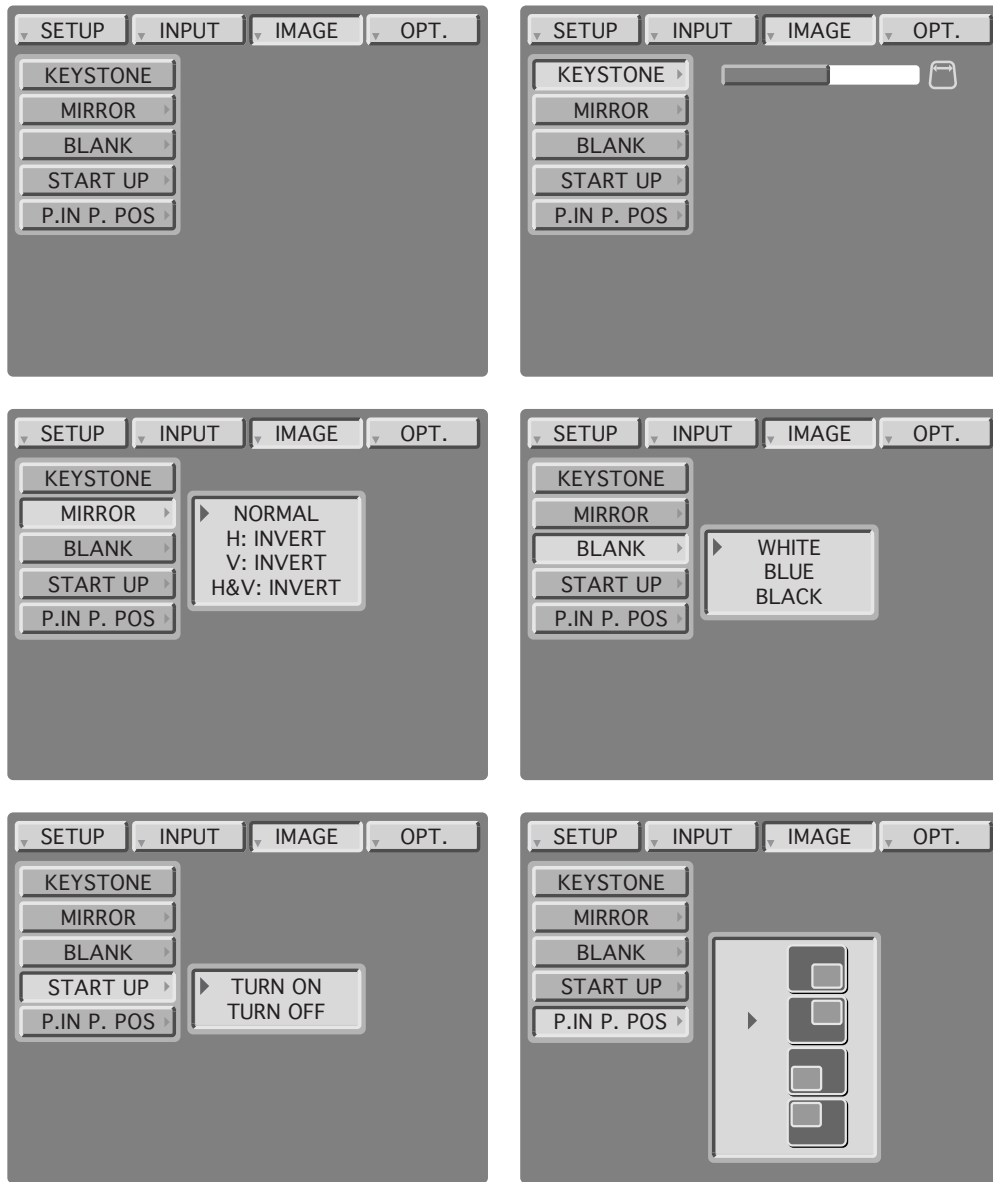 SETUP INPUT IMAGE OPT.
KEYSTONE
MIRROR
BLANK
START UP
P.IN P. POS
SETUP INPUT IMAGE OPT.
KEYSTONE
MIRROR
BLANK
START UP
P.IN P. POS
SETUP INPUT IMAGE OPT.
KEYSTONE
MIRROR
BLANK
START UP
P.IN P. POS
NORMAL
H: INVERT
V: INVERT
H&V: INVERT
SETUP INPUT IMAGE OPT.
KEYSTONE
MIRROR
BLANK
START UP
P.IN P. POS
WHITE
BLUE
BLACK
SETUP INPUT IMAGE OPT.
KEYSTONE
MIRROR
BLANK
START UP
P.IN P. POS
TURN ON
TURN OFF
SETUP INPUT IMAGE OPT.
KEYSTONE
MIRROR
BLANK
START UP
P.IN P. POS